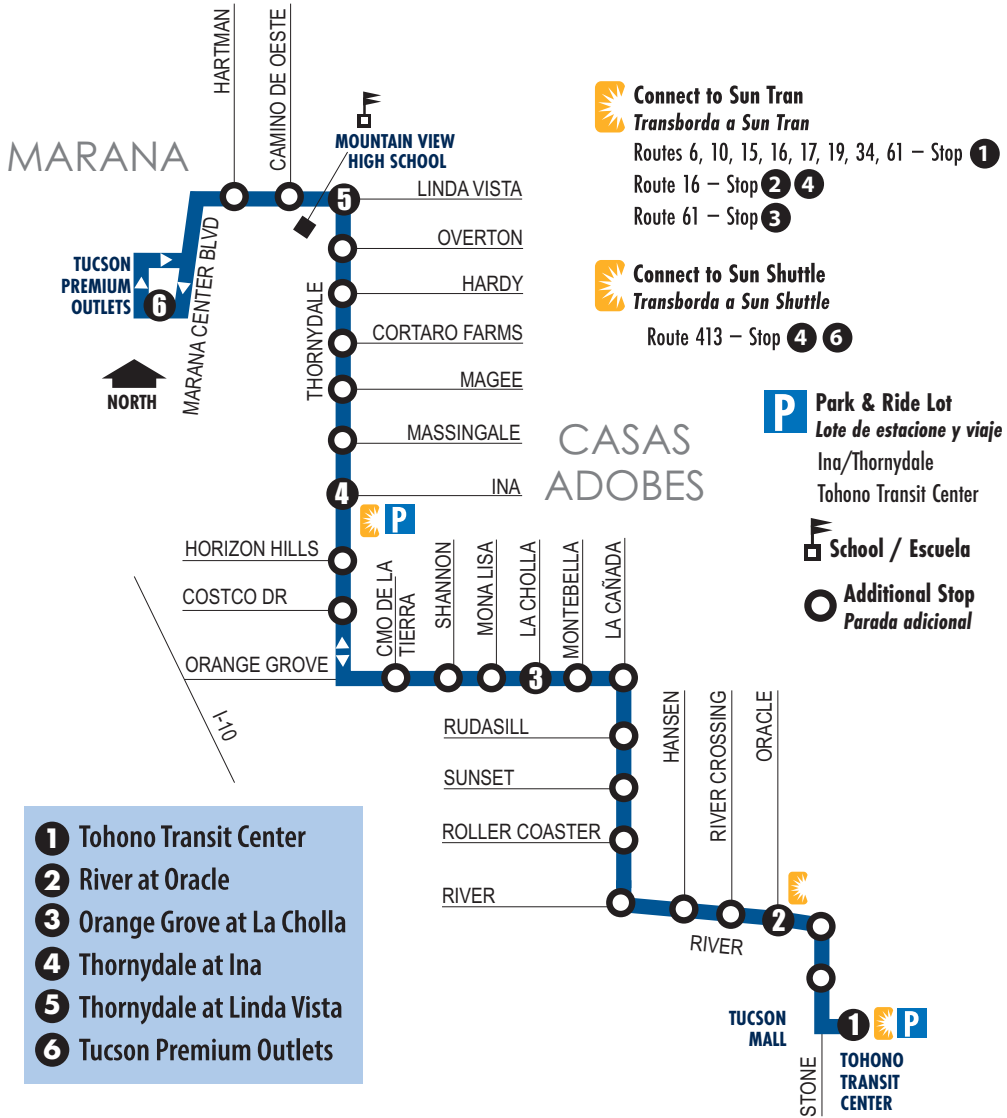 HARTMAN
CAMINO DE OESTE
MARANA
MOUNTAIN VIEW
HIGH SCHOOL
Connect to Sun Tran
Transborda a Sun Tran
Routes 6, 10, 15, 16, 17, 19, 34, 61 – Stop 1
Route 16 – Stop 2 4
Route 61 – Stop 3
Connect to Sun Shuttle
Transborda a Sun Shuttle
Route 413 – Stop 4 6
5
LINDA VISTA
OVERTON
HARDY
CORTARO FARMS
MAGEE
MASSINGALE
4
INA
THORNYDALE
MARANA CENTER BLVD
TUCSON
PREMIUM
OUTLETS
6
NORTH
CASAS
ADOBES
P
P
Park & Ride Lot
Lote de estacione y viaje
Ina/Thornydale
Tohono Transit Center
School / Escuela
Additional Stop
Parada adicional
HORIZON HILLS
COSTCO DR
ORANGE GROVE
I-10
CMO DE LA
TIERRA
SHANNON
MONA LISA
LA CHOLLA
MONTEBELLA
LA CAÑADA
3
RUDASILL
SUNSET
ROLLER COASTER
RIVER
HANSEN
RIVER CROSSING
ORACLE
2
RIVER
TUCSON
MALL
1
P
STONE
TOHONO
TRANSIT
CENTER
1 Tohono Transit Center
2 River at Oracle
3 Orange Grove at La Cholla
4 Thornydale at Ina
5 Thornydale at Linda Vista
6 Tucson Premium Outlets